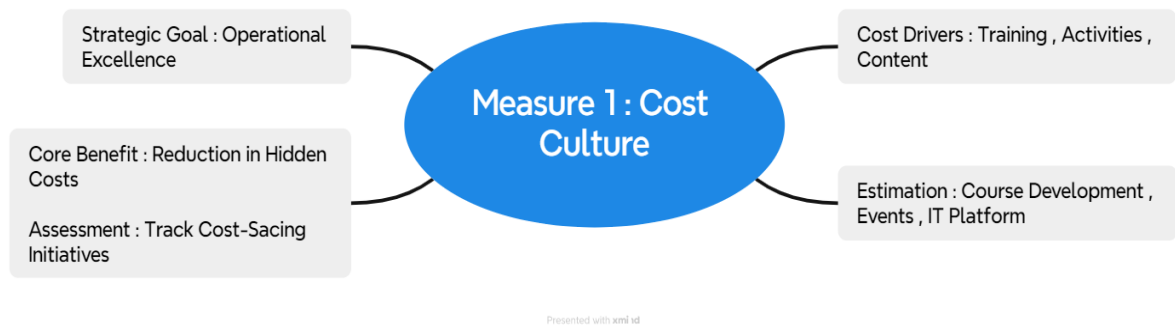 Strategic Goal : Operational
Excellence
Core Benefit : Reduction in Hidden
Costs
Assessment : Track Cost-Sacing
Initiatives
Measure 1 : Cost
Culture
Cost Drivers : Training , Activities ,
Content
Estimation : Course Development ,
Events , IT Platform
Presented with xmind